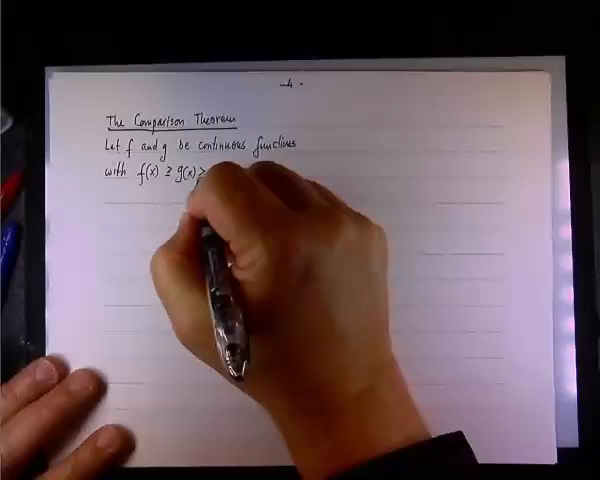 -4-
The Comparison Theorem
Let f and g be continuous functions
with f(x) ≥ g(x) ≥